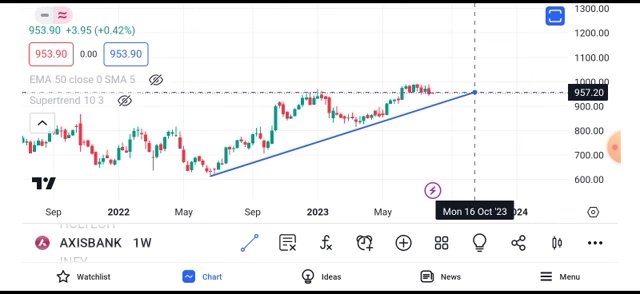 1300.00
953.90 +3.95 (+0.42%)
1200.00
953.90 0.00 953.90
1100.00
EMA 50 close 0 SMA 5
1000.00
957.20
Supertrend 10 3
900.00
800.00
700.00
600.00
Sep 2022 May Sep 2023 May Mon 16 Oct '23 2024
AXISBANK 1W
Watchlist Chart Ideas News Menu